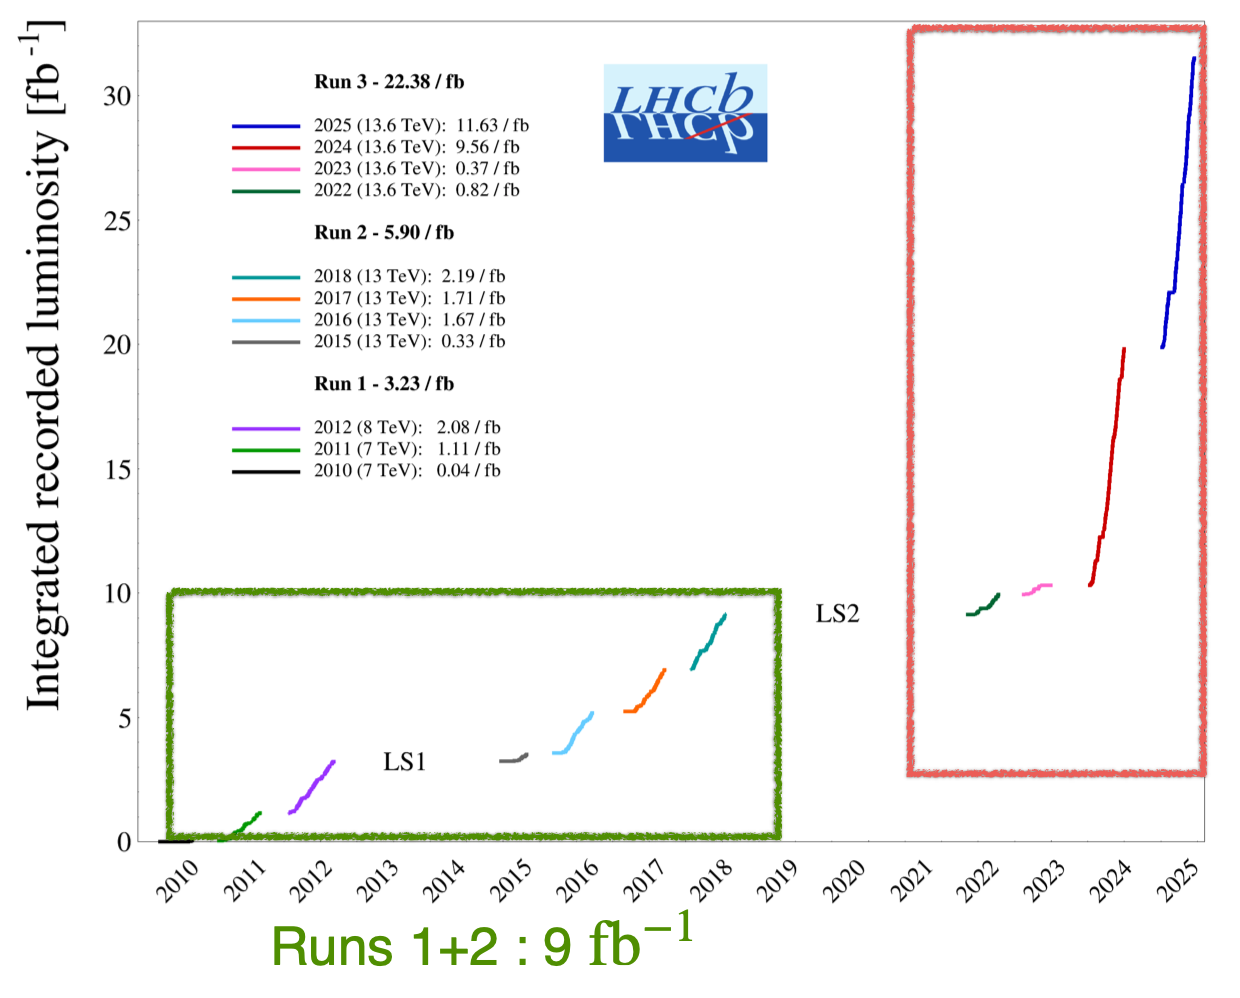 Integrated recorded luminosity [fb⁻¹]
30
25
20
15
10
5
0
Run 3 - 22.38 / fb
2025 (13.6 TeV): 11.63 / fb
2024 (13.6 TeV): 9.56 / fb
2023 (13.6 TeV): 0.37 / fb
2022 (13.6 TeV): 0.82 / fb
Run 2 - 5.90 / fb
2018 (13 TeV): 2.19 / fb
2017 (13 TeV): 1.71 / fb
2016 (13 TeV): 1.67 / fb
2015 (13 TeV): 0.33 / fb
Run 1 - 3.23 / fb
2012 (8 TeV): 2.08 / fb
2011 (7 TeV): 1.11 / fb
2010 (7 TeV): 0.04 / fb
LHCb
LHCb
LS2
LS1
2010 2011 2012 2013 2014 2015 2016 2017 2018 2019 2020 2021 2022 2023 2024 2025
Runs 1+2 : 9 fb⁻¹